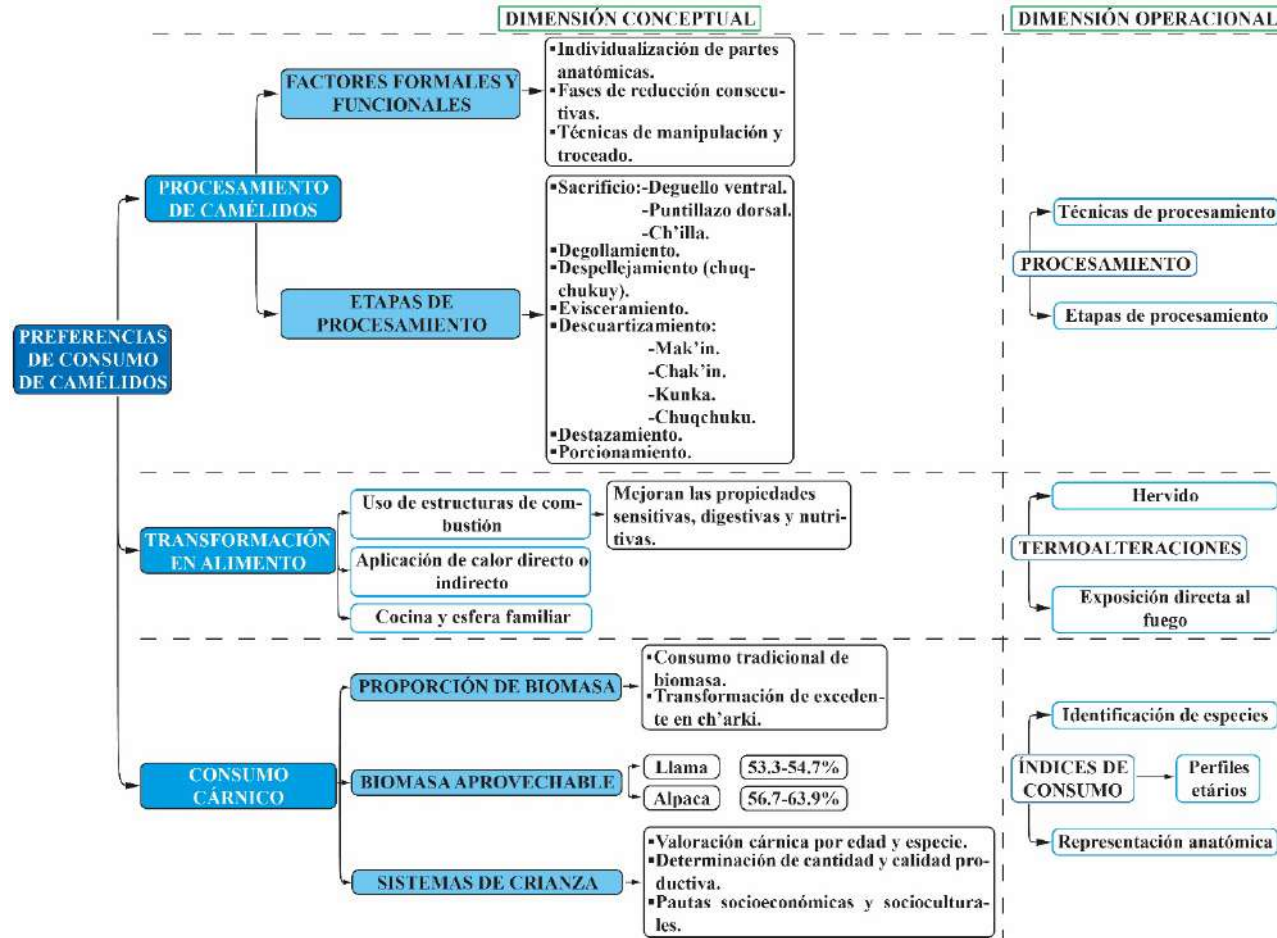 DIMENSIÓN CONCEPTUAL
DIMENSIÓN OPERACIONAL
PREFERENCIAS
DE CONSUMO
DE CAMÉLIDOS
PROCESAMIENTO
DE CAMÉLIDOS
FACTORES FORMALES Y
FUNCIONALES
▪Individualización de partes
anatómicas.
▪Fases de reducción consecu-
tivas.
▪Técnicas de manipulación y
troceado.
ETAPAS DE
PROCESAMIENTO
▪Sacrificio:-Deguello ventral.
-Puntillazo dorsal.
-Ch’illa.
▪Degollamiento.
▪Despellejamiento (chuq-
chukuy).
▪Evisceramiento.
▪Descuartizamiento:
-Mak’in.
-Chak’in.
-Kunka.
-Chuqchuku.
▪Destazamiento.
▪Porcionamiento.
Técnicas de procesamiento
PROCESAMIENTO
Etapas de procesamiento
TRANSFORMACIÓN
EN ALIMENTO
Uso de estructuras de com-
bustión
Mejoran las propiedades
sensitivas, digestivas y nutri-
tivas.
Aplicación de calor directo o
indirecto
Cocina y esfera familiar
Hervido
TERMOALTERACIONES
Exposición directa al
fuego
CONSUMO
CÁRNICO
PROPORCIÓN DE BIOMASA
▪Consumo tradicional de
biomasa.
▪Transformación de exceden-
te en ch’arki.
BIOMASA APROVECHABLE
Llama 53.3-54.7%
Alpaca 56.7-63.9%
SISTEMAS DE CRIANZA
▪Valoración cárnica por edad y especie.
▪Determinación de cantidad y calidad pro-
ductiva.
▪Pautas socioeconómicas y sociocultura-
les.
Identificación de especies
ÍNDICES DE
CONSUMO
Perfiles
etários
Representación anatómica